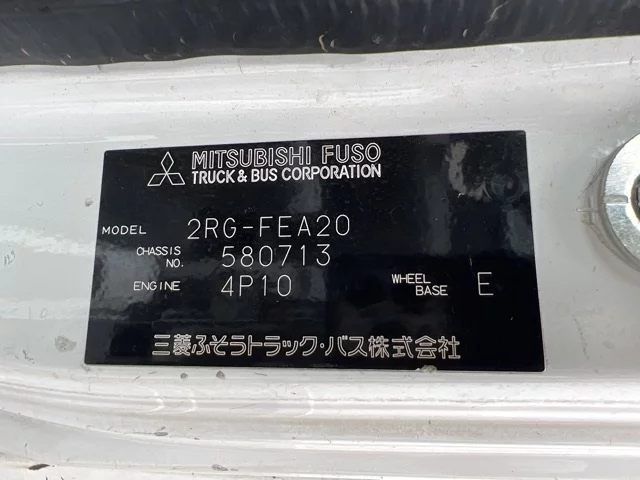 MITSUBISHI FUSO
TRUCK & BUS CORPORATION
MODEL 2RG-FEA20
CHASSIS NO. 580713
ENGINE 4P10 WHEEL BASE E
三菱ふそうトラック・バス株式会社